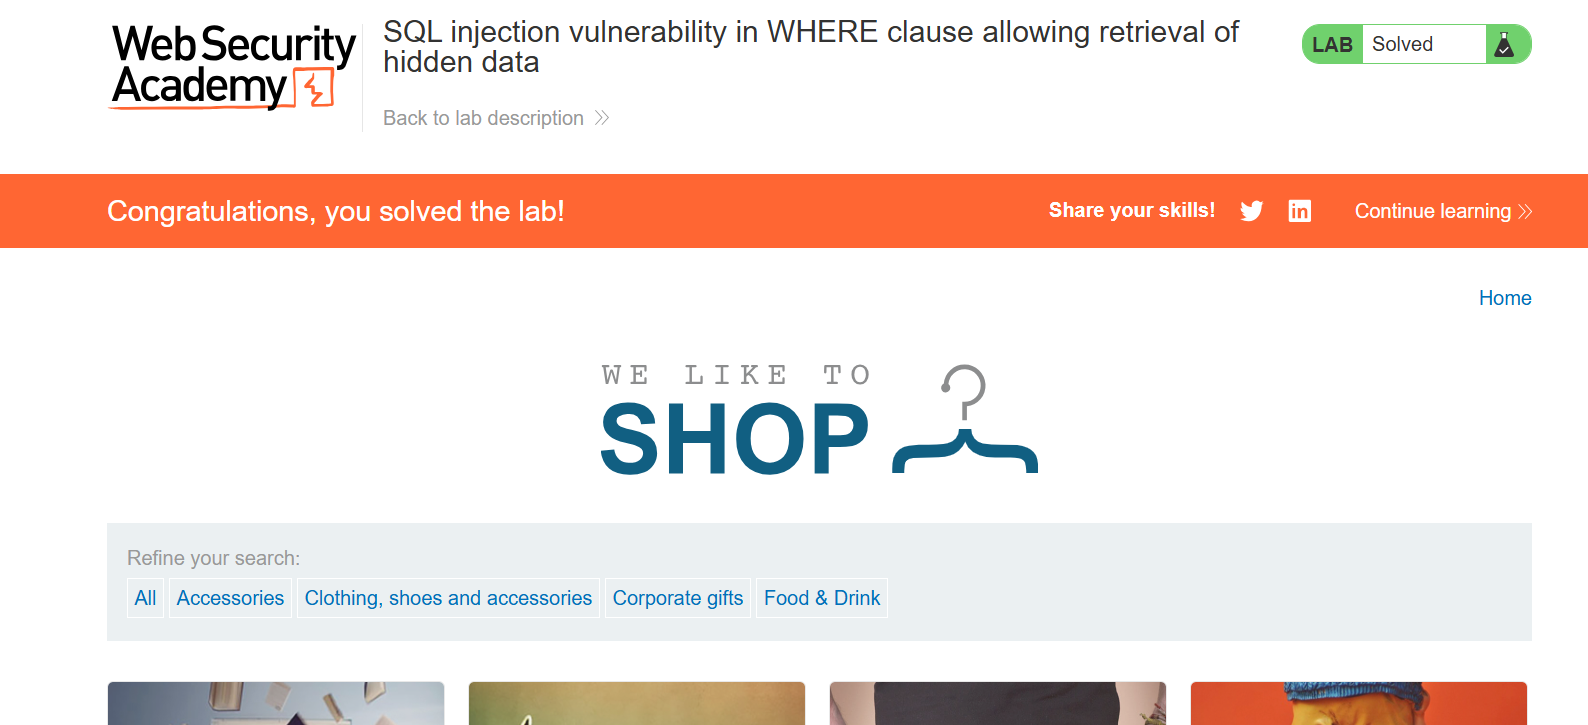 Web Security
Academy
SQL injection vulnerability in WHERE clause allowing retrieval of
hidden data
Back to lab description
LAB Solved
Congratulations, you solved the lab!
Share your skills!
Continue learning
Home
WE LIKE TO
SHOP
Refine your search:
All Accessories Clothing, shoes and accessories Corporate gifts Food & Drink